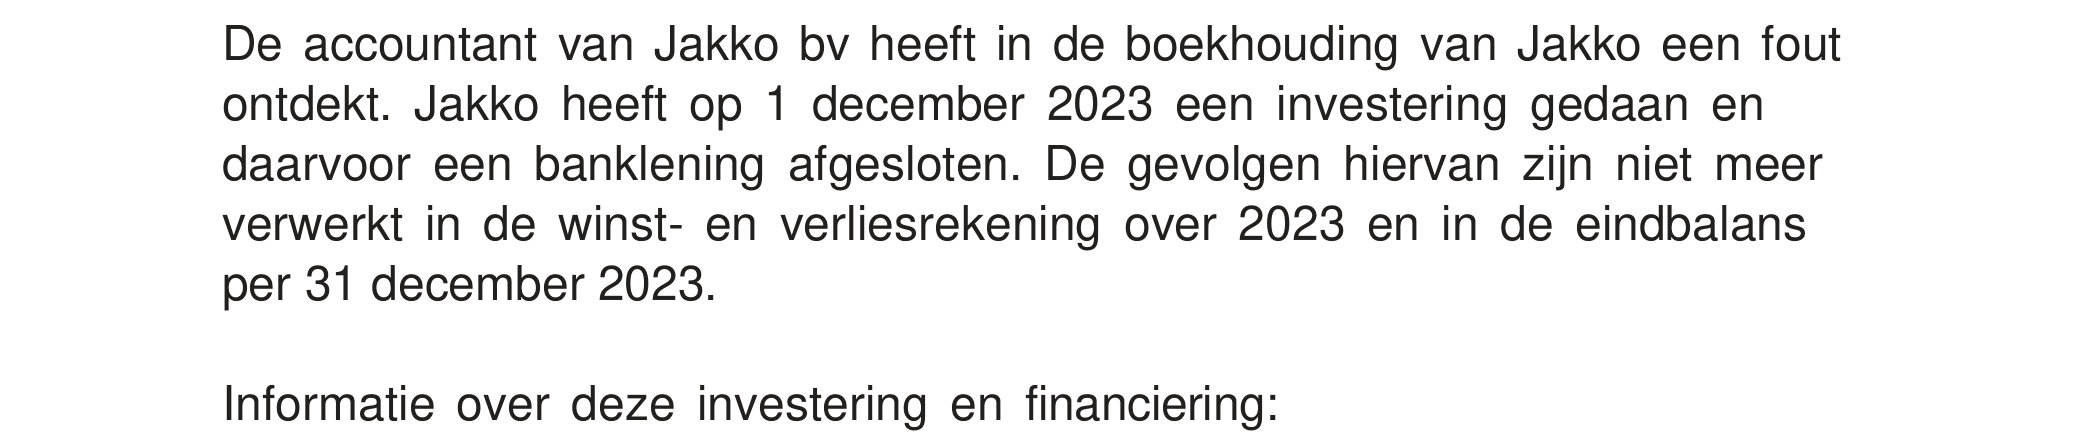 De accountant van Jakko bv heeft in de boekhouding van Jakko een fout
ontdekt. Jakko heeft op 1 december 2023 een investering gedaan en
daarvoor een banklening afgesloten. De gevolgen hiervan zijn niet meer
verwerkt in de winst- en verliesrekening over 2023 en in de eindbalans
per 31 december 2023.
Informatie over deze investering en financiering: